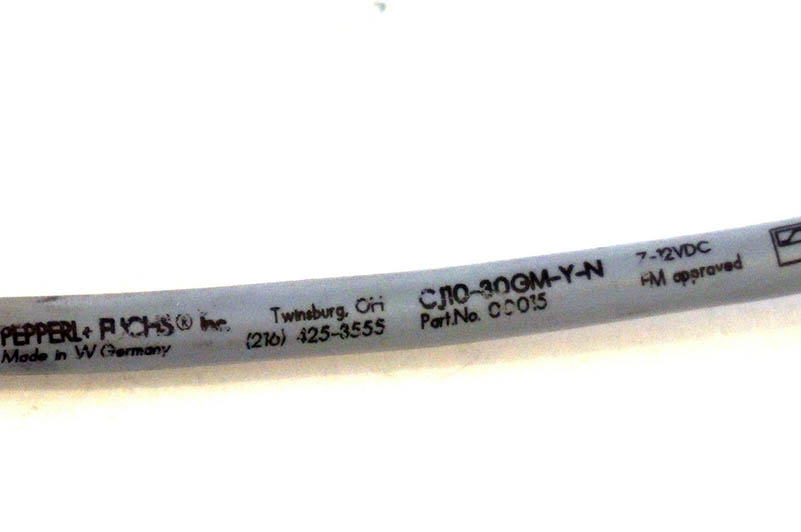 PEPPERL + FUCHS® inc.
Made in W Germany
Twinsburg, OH
(216) 425-3555
CJ10-30GM-Y-N
Part.No.
7-12VDC
FM approved